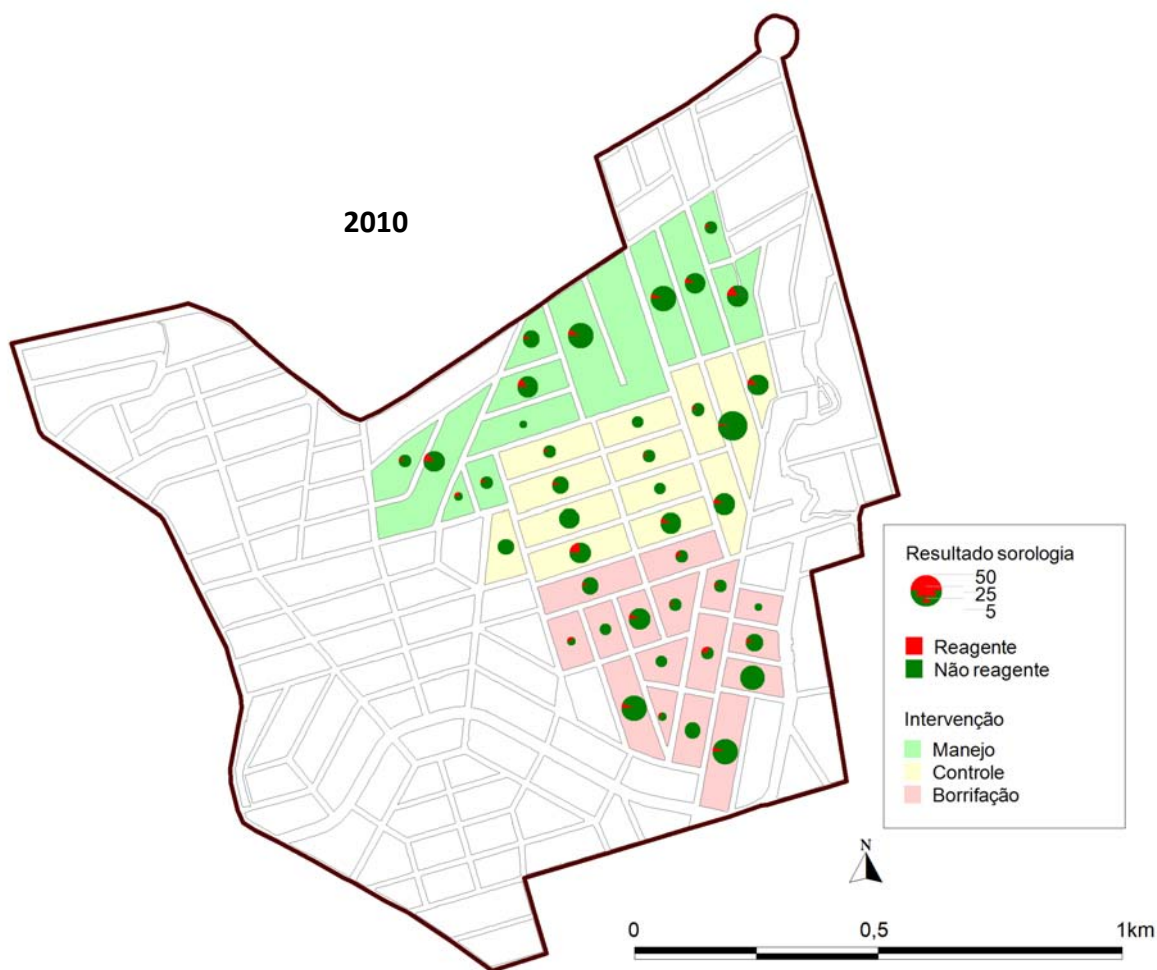 2010
Resultado sorologia
50
25
5
Reagente
Não reagente
Intervenção
Manejo
Controle
Borrifação
N
0 0,5 1km